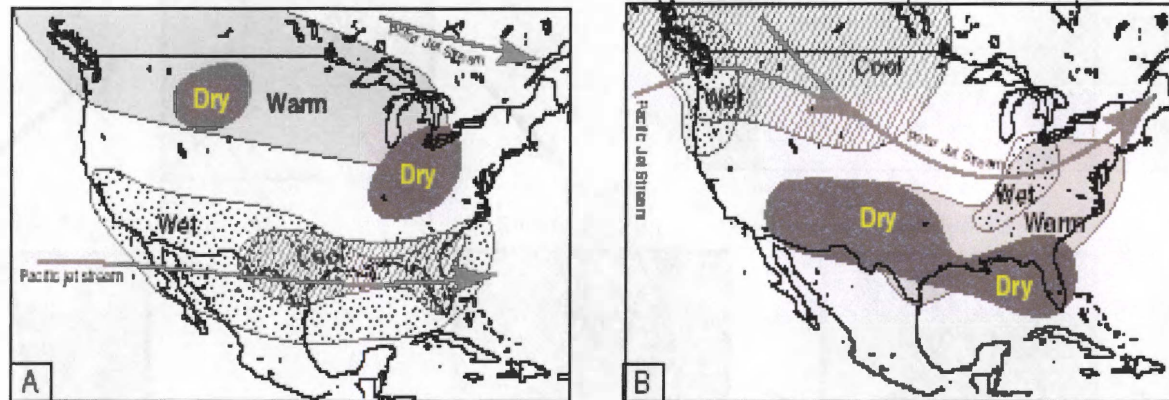 polar Jet Stream
Dry
Warm
Dry
Wet
Cool
Pacific jet stream
A
Cool
Wet
Pacific Jet Stream
polar Jet Stream
Wet
Dry
Warm
Dry
B